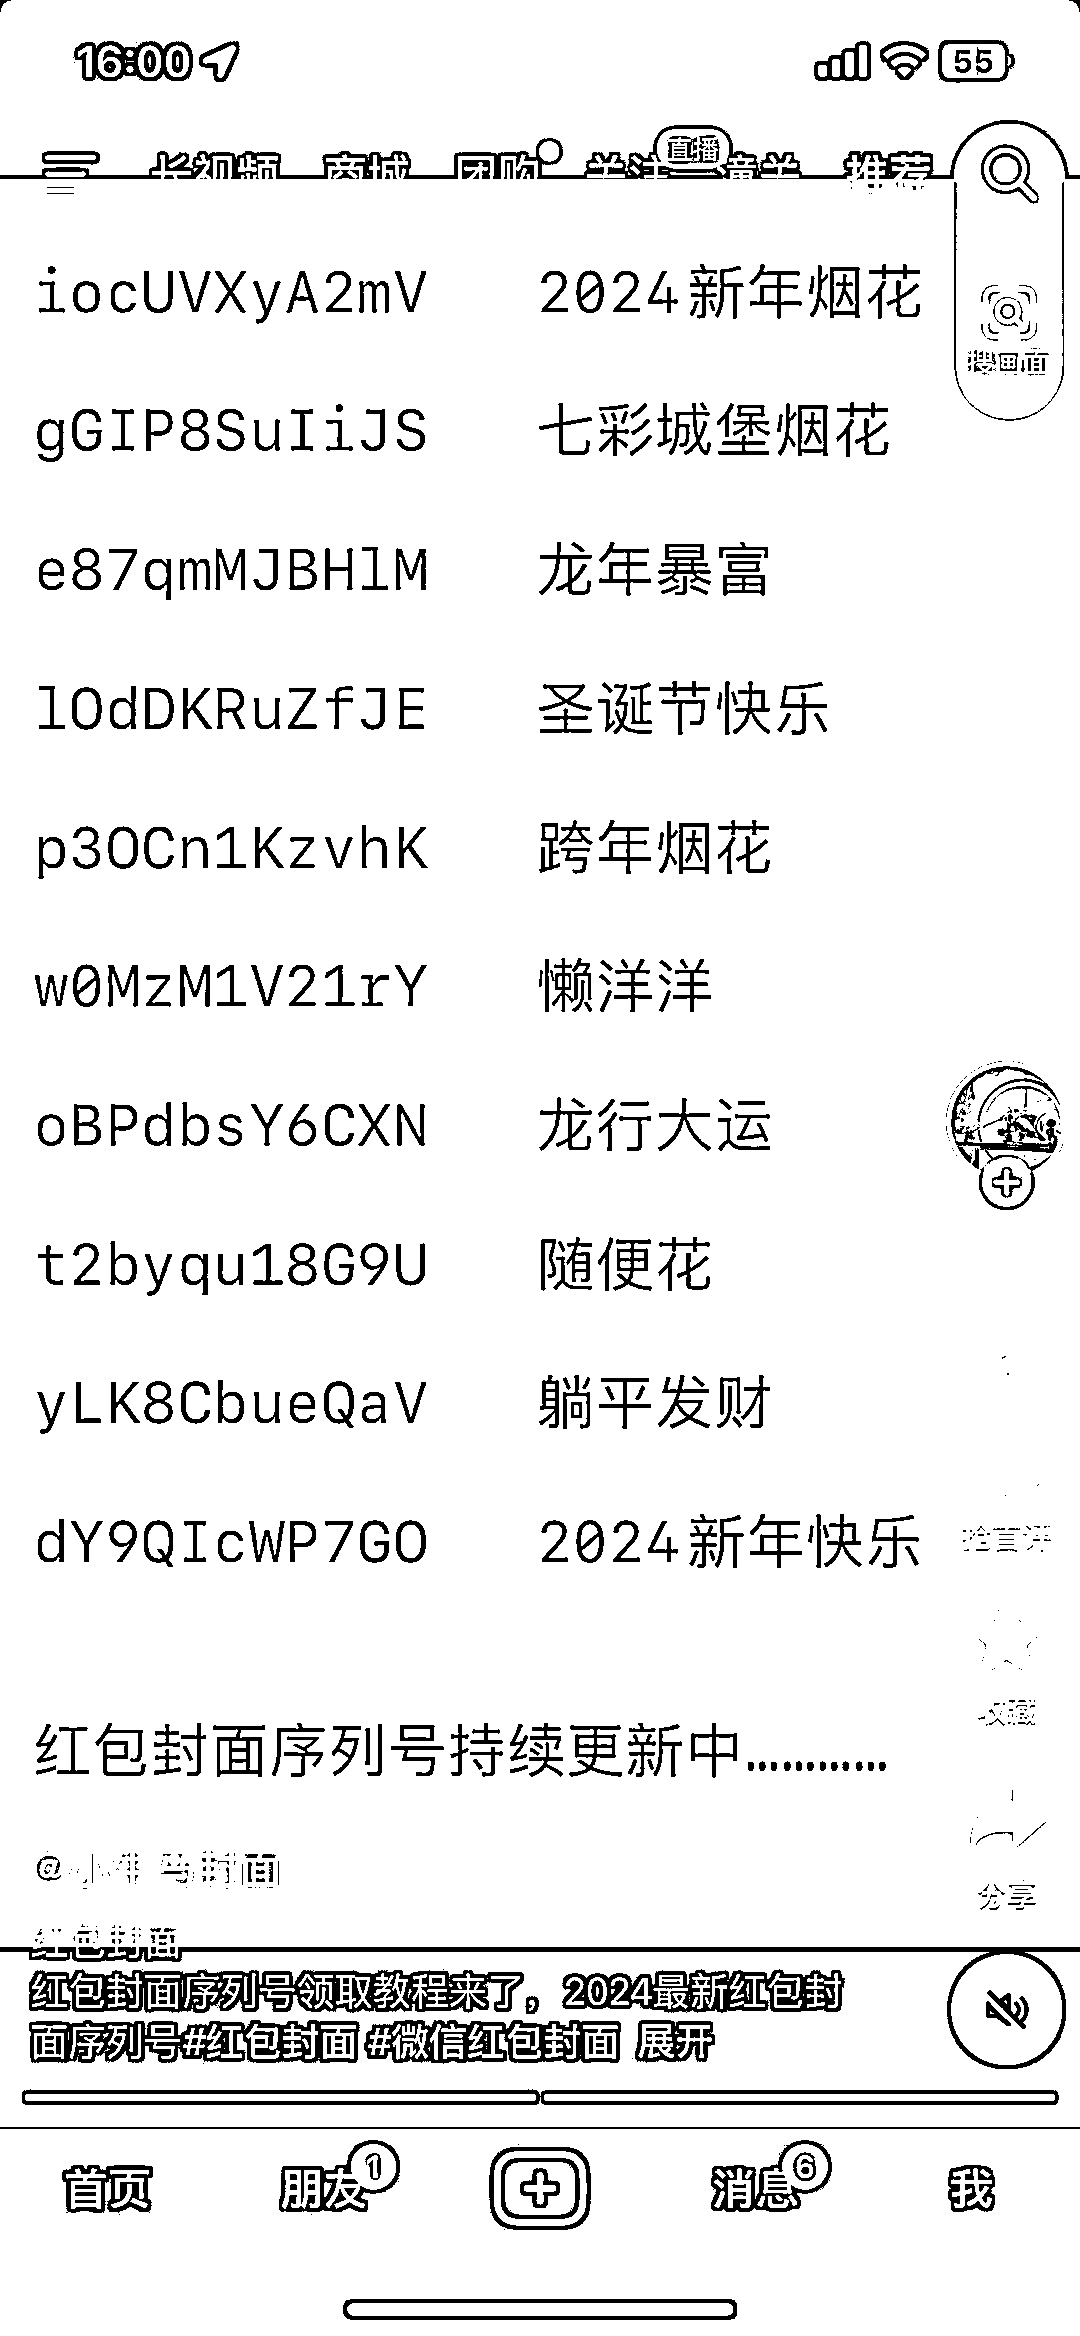 16:00 55
长视频 商城 团购 关注 直播 推荐
搜画面
iocUVXyA2mV 2024新年烟花
gGIP8SuIiJS 七彩城堡烟花
e87qmMJBHlM 龙年暴富
lOdDKRuZfJE 圣诞节快乐
p3OCn1KzvhK 跨年烟花
w0MzM1V21rY 懒洋洋
oBPdbsY6CXN 龙行大运
t2byqu18G9U 随便花
yLK8CbueQaV 躺平发财
dY9QIcWP7GO 2024新年快乐
抢首评
收藏
红包封面序列号持续更新中…………
分享
红包封面
红包封面序列号领取教程来了，2024最新红包封
面序列号#红包封面 #微信红包封面 展开
首页 朋友 1 消息 6 我